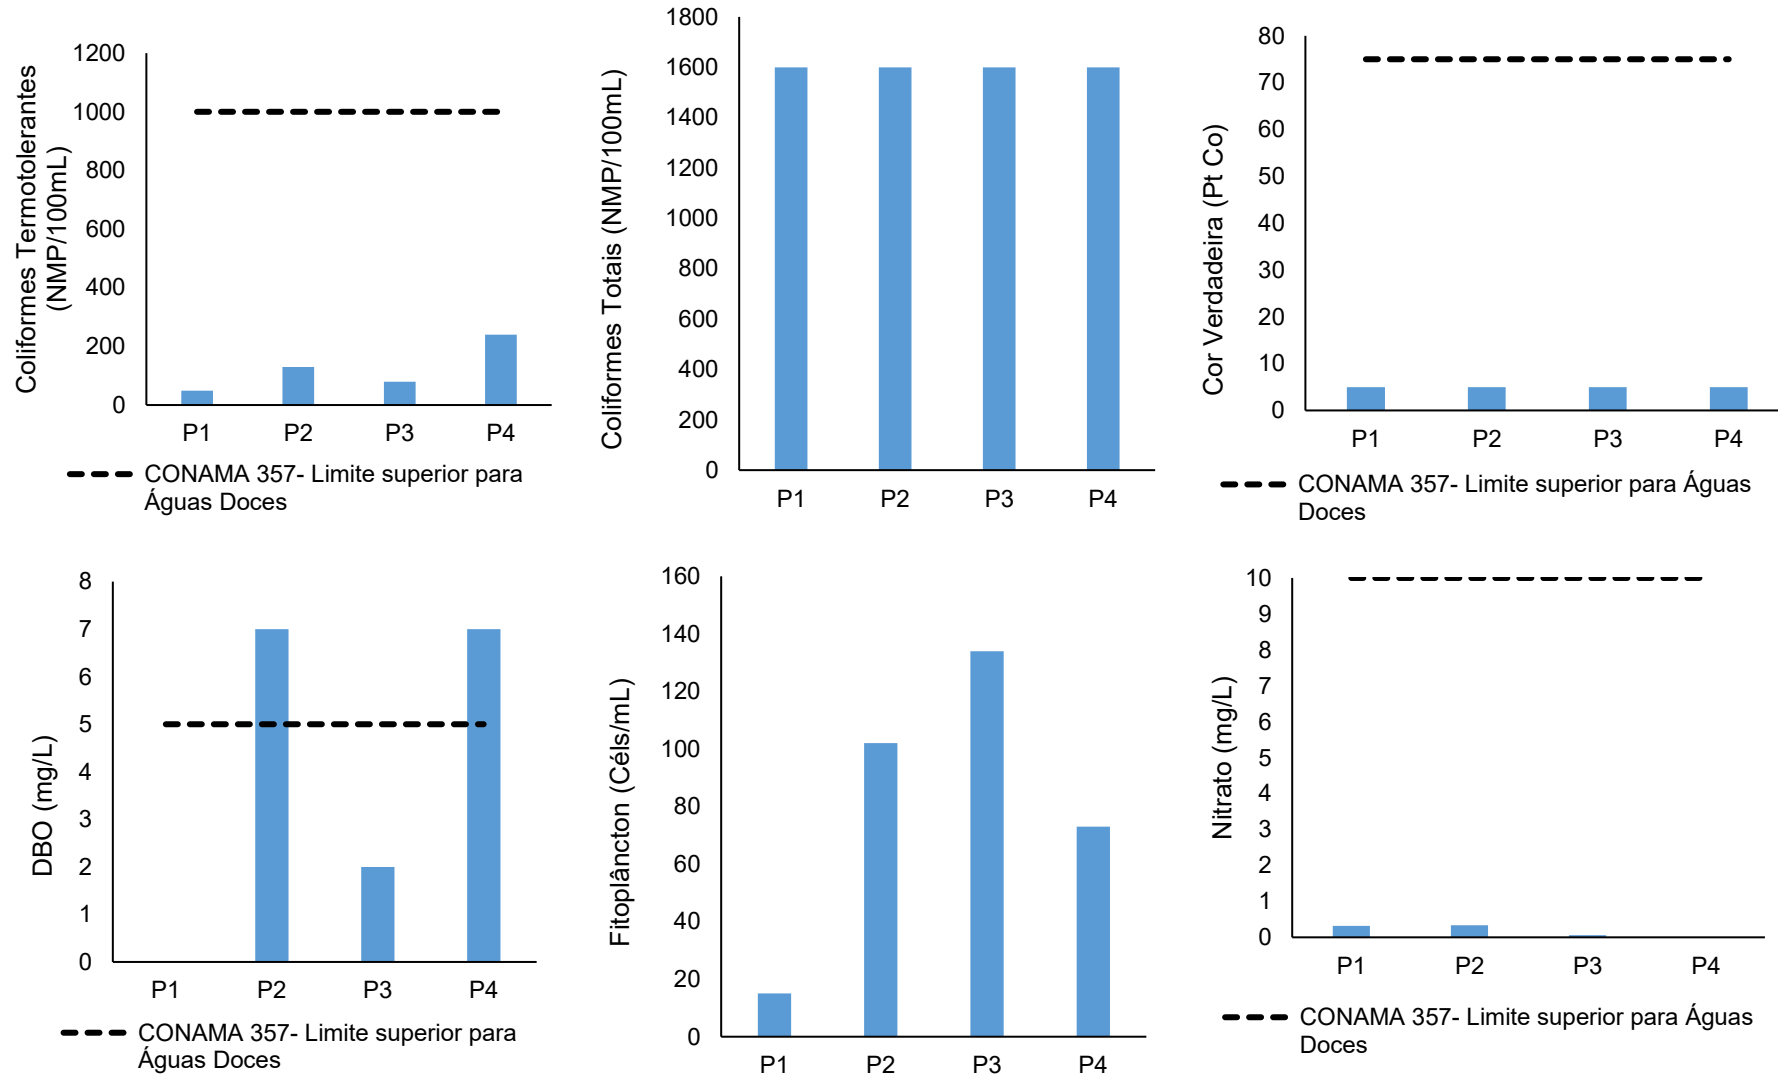 Coliformes Termotolerantes
(NMP/100mL)
1200
1000
800
600
400
200
0
P1 P2 P3 P4
CONAMA 357- Limite superior para
Águas Doces
Coliformes Totais (NMP/100mL)
1800
1600
1400
1200
1000
800
600
400
200
0
P1 P2 P3 P4
Cor Verdadeira (Pt Co)
80
70
60
50
40
30
20
10
0
P1 P2 P3 P4
CONAMA 357- Limite superior para Águas
Doces
DBO (mg/L)
8
7
6
5
4
3
2
1
0
P1 P2 P3 P4
CONAMA 357- Limite superior para
Águas Doces
Fitoplâncton (Céls/mL)
160
140
120
100
80
60
40
20
0
P1 P2 P3 P4
Nitrato (mg/L)
10
9
8
7
6
5
4
3
2
1
0
P1 P2 P3 P4
CONAMA 357- Limite superior para Águas
Doces